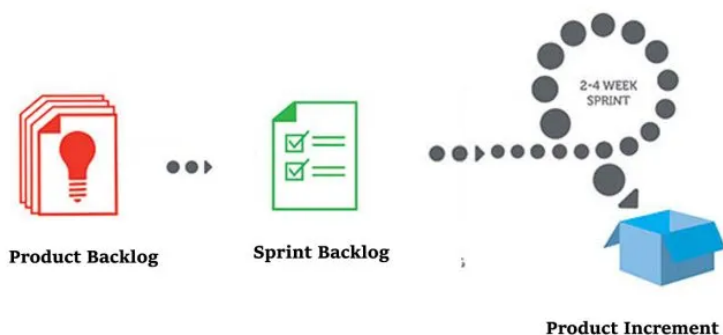 2-4 WEEK
SPRINT
Product Backlog
Sprint Backlog
Product Increment